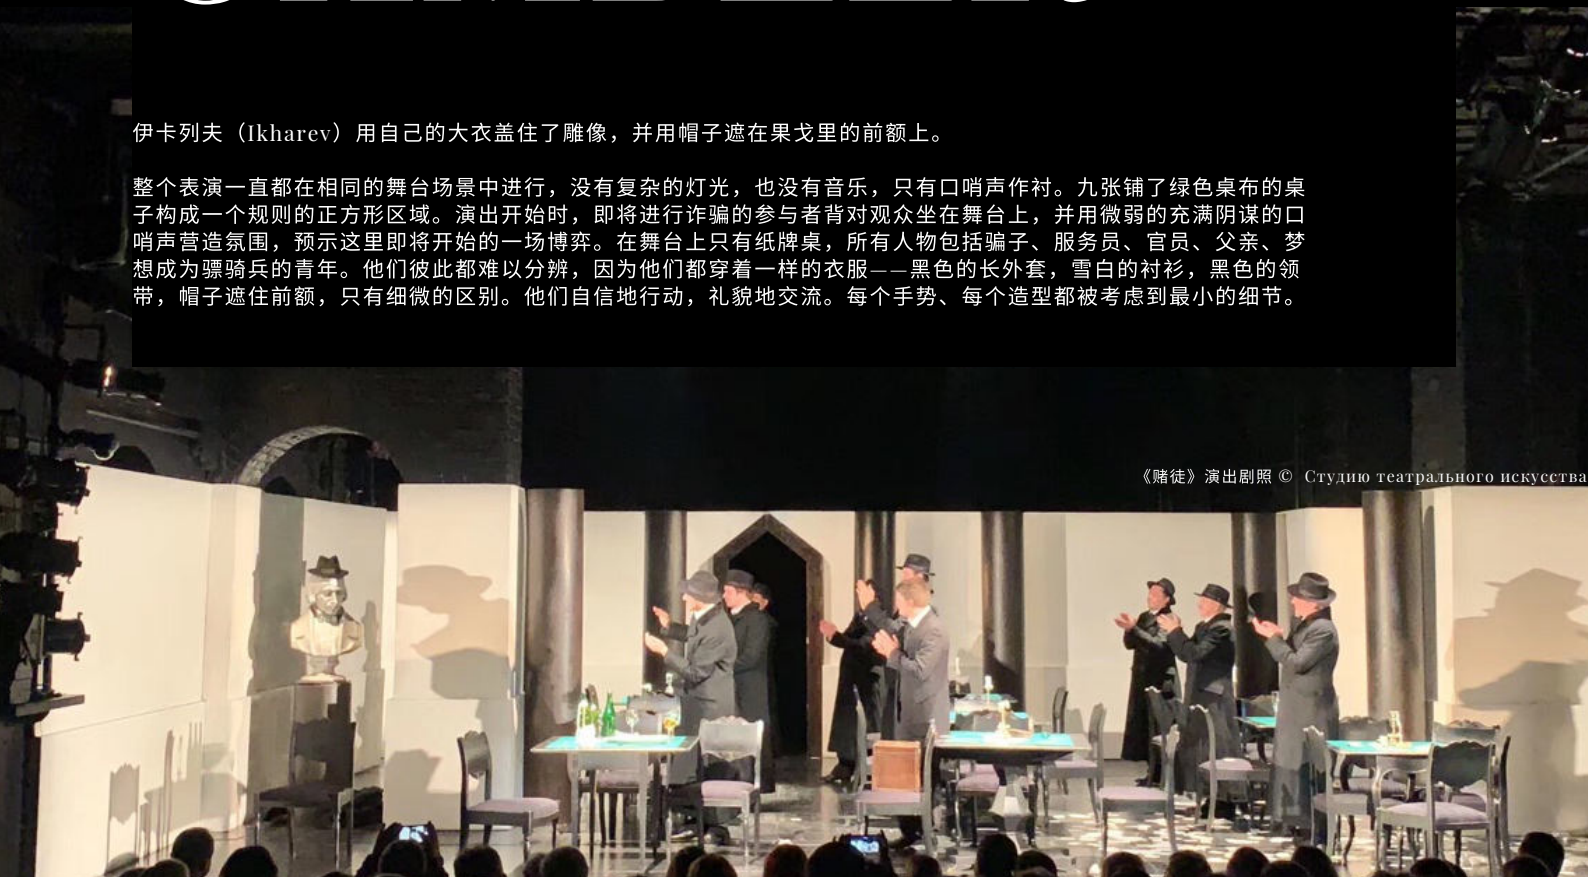 伊卡列夫（Ikharev）用自己的大衣盖住了雕像，并用帽子遮在果戈里的前额上。
整个表演一直都在相同的舞台场景中进行，没有复杂的灯光，也没有音乐，只有口哨声作衬。九张铺了绿色桌布的桌
子构成一个规则的正方形区域。演出开始时，即将进行诈骗的参与者背对观众坐在舞台上，并用微弱的充满阴谋的口
哨声营造氛围，预示这里即将开始的一场博弈。在舞台上只有纸牌桌，所有人物包括骗子、服务员、官员、父亲、梦
想成为骠骑兵的青年。他们彼此都难以分辨，因为他们都穿着一样的衣服——黑色的长外套，雪白的衬衫，黑色的领
带，帽子遮住前额，只有细微的区别。他们自信地行动，礼貌地交流。每个手势、每个造型都被考虑到最小的细节。
《赌徒》演出剧照 © Студию театрального искусства